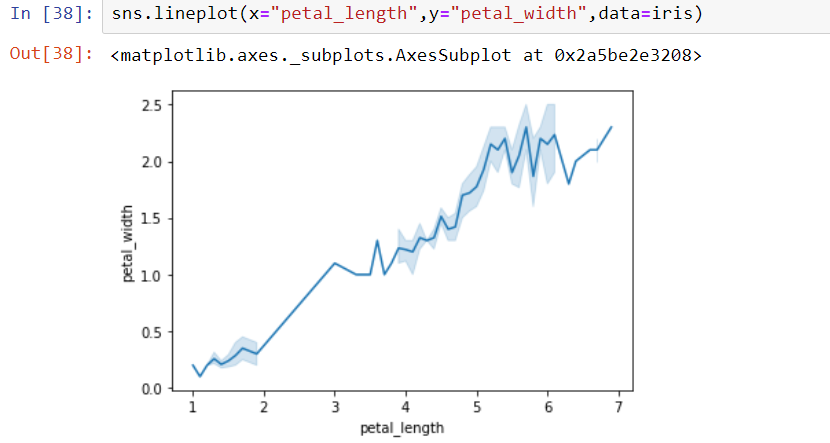 In [38]: sns.lineplot(x="petal_length",y="petal_width",data=iris)
Out[38]: <matplotlib.axes._subplots.AxesSubplot at 0x2a5be2e3208>
2.5
2.0
1.5
1.0
0.5
0.0
petal_width
1 2 3 4 5 6 7
petal_length